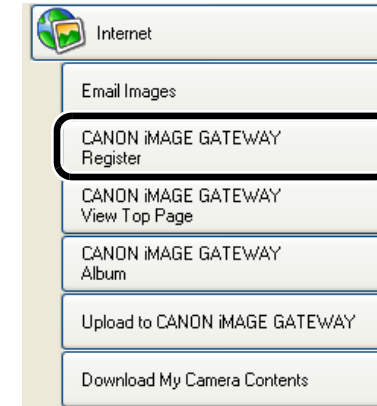 Internet
Email Images
CANON iMAGE GATEWAY
Register
CANON iMAGE GATEWAY
View Top Page
CANON iMAGE GATEWAY
Album
Upload to CANON iMAGE GATEWAY
Download My Camera Contents